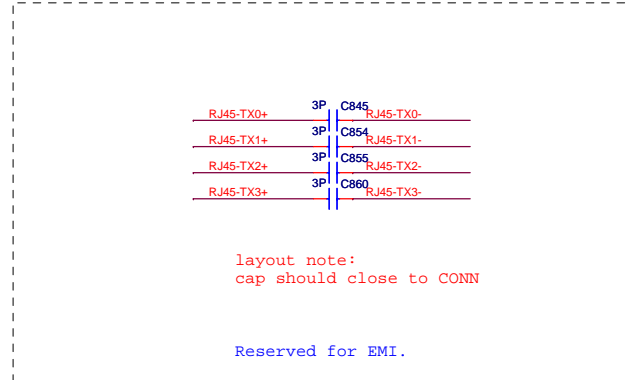 3P C845
RJ45-TX0+ RJ45-TX0-
3P C854
RJ45-TX1+ RJ45-TX1-
3P C855
RJ45-TX2+ RJ45-TX2-
3P C860
RJ45-TX3+ RJ45-TX3-
layout note:
cap should close to CONN
Reserved for EMI.